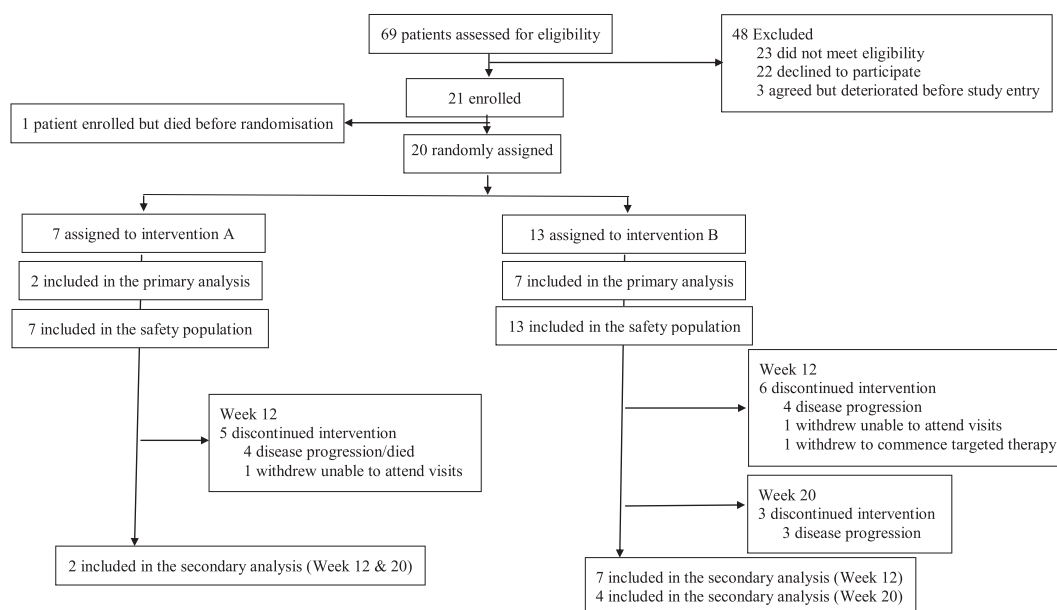 69 patients assessed for eligibility
48 Excluded
23 did not meet eligibility
22 declined to participate
3 agreed but deteriorated before study entry
21 enrolled
1 patient enrolled but died before randomisation
20 randomly assigned
7 assigned to intervention A
2 included in the primary analysis
7 included in the safety population
Week 12
5 discontinued intervention
4 disease progression/died
1 withdrew unable to attend visits
2 included in the secondary analysis (Week 12 & 20)
13 assigned to intervention B
7 included in the primary analysis
13 included in the safety population
Week 12
6 discontinued intervention
4 disease progression
1 withdrew unable to attend visits
1 withdrew to commence targeted therapy
Week 20
3 discontinued intervention
3 disease progression
7 included in the secondary analysis (Week 12)
4 included in the secondary analysis (Week 20)